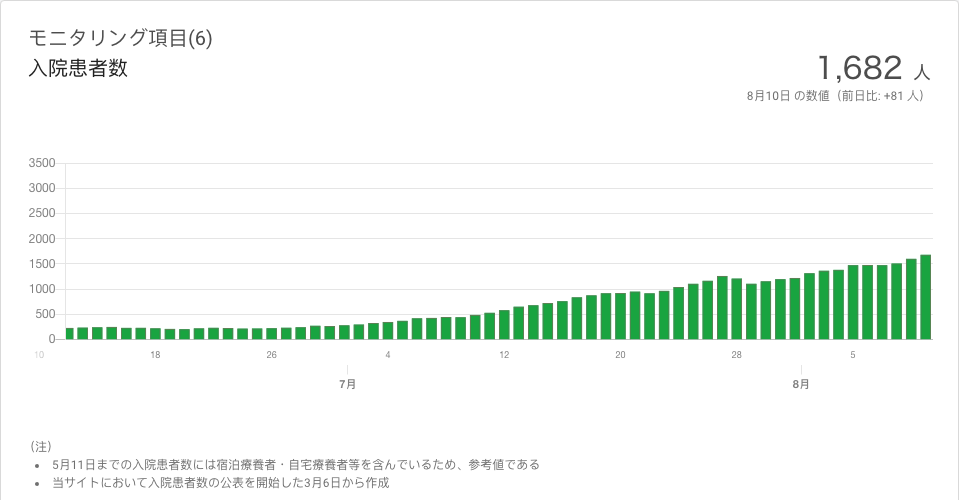 モニタリング項目(6)
入院患者数
1,682 人
8月10日 の数値（前日比: +81 人）
3500
3000
2500
2000
1500
1000
500
0
10 18 26 4 12 20 28 5
7月 8月
（注）
• 5月11日までの入院患者数には宿泊療養者・自宅療養者等を含んでいるため、参考値である
• 当サイトにおいて入院患者数の公表を開始した3月6日から作成